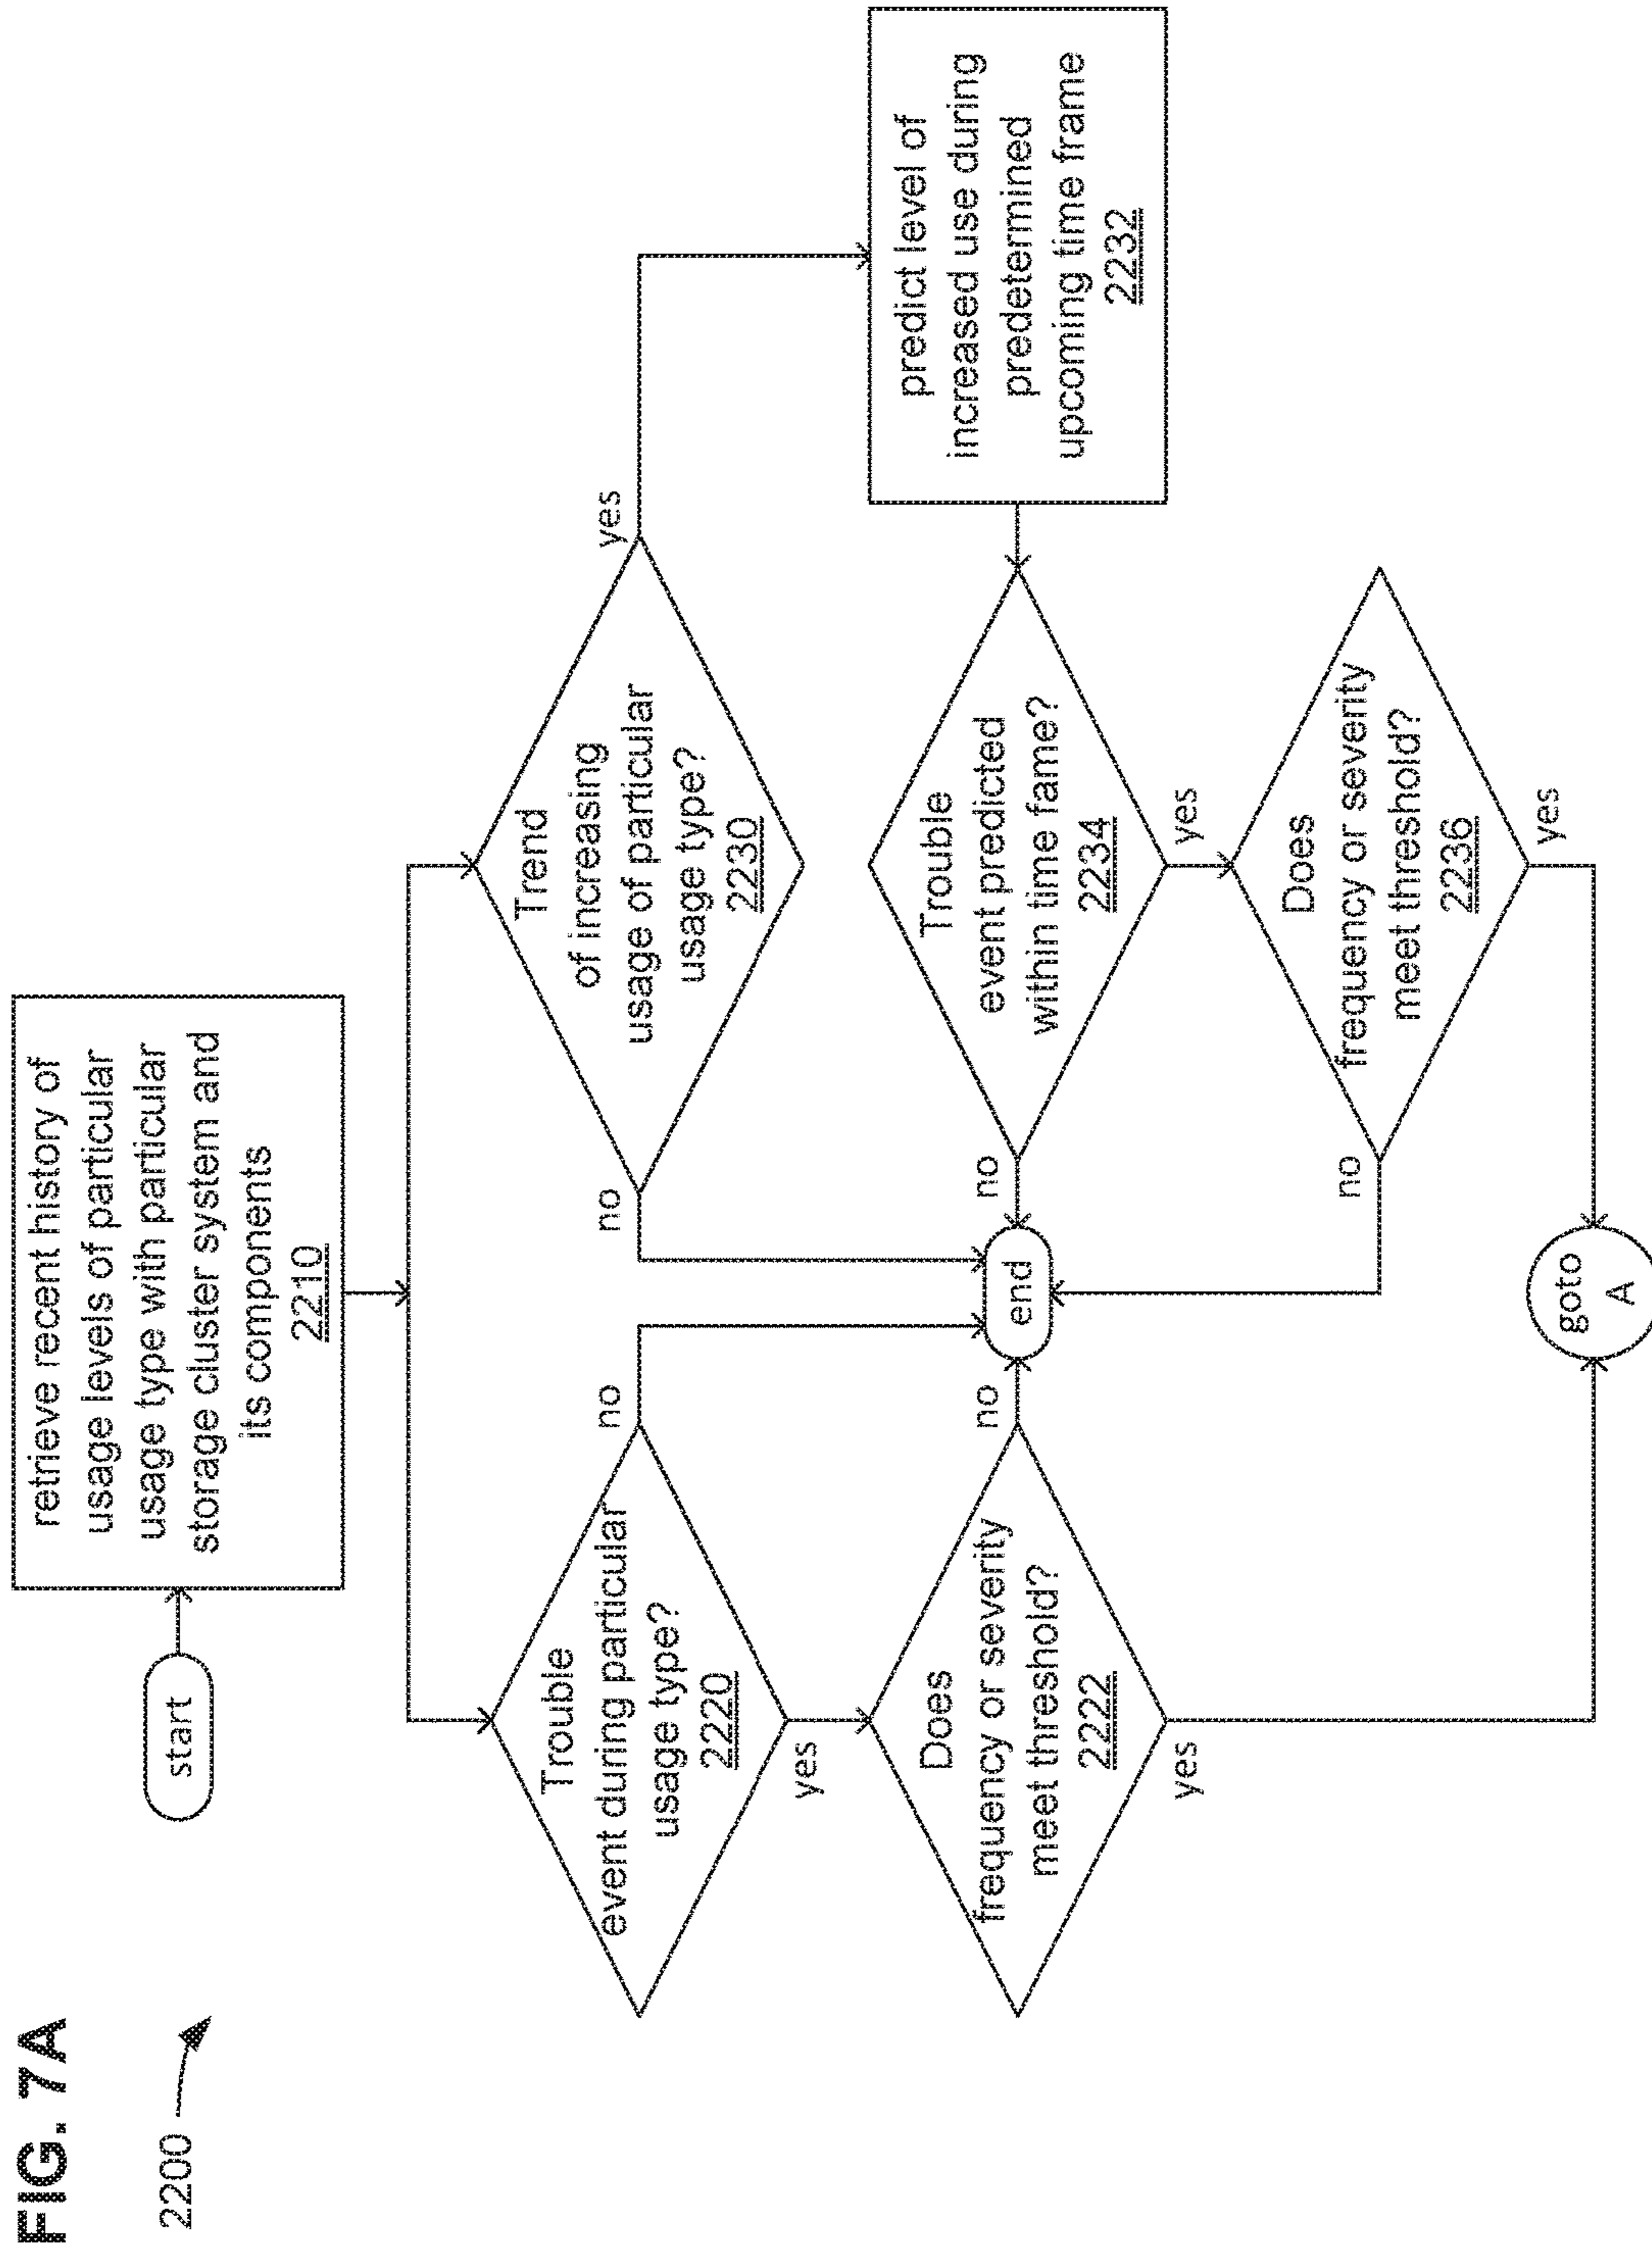 FIG. 7A
2200
start
retrieve recent history of
usage levels of particular
usage type with particular
storage cluster system and
its components
2210
Trouble
event during particular
usage type?
2220
no
yes
Does
frequency or severity
meet threshold?
2222
no
yes
Trend
of increasing
usage of particular
usage type?
2230
no
yes
predict level of
increased use during
predetermined
upcoming time frame
2232
Trouble
event predicted
within time fame?
2234
no
yes
Does
frequency or severity
meet threshold?
2236
no
yes
end
goto
A